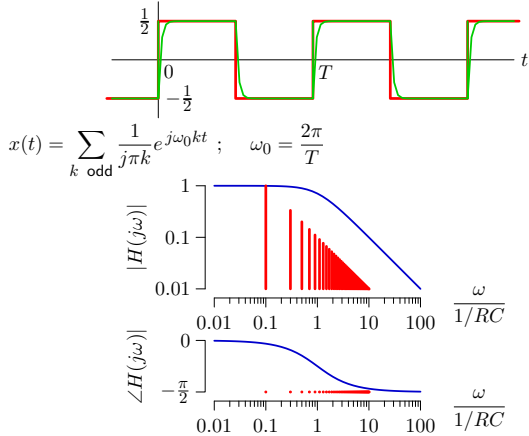 1/2
0 T t
−1/2
x(t) = ∑_{k odd} 1/(jπk) e^{jω₀kt} ; ω₀ = 2π/T
|H(jω)|
1
0.1
0.01
0.01 0.1 1 10 100 ω/(1/RC)
∠H(jω)|
0
−π/2
0.01 0.1 1 10 100 ω/(1/RC)